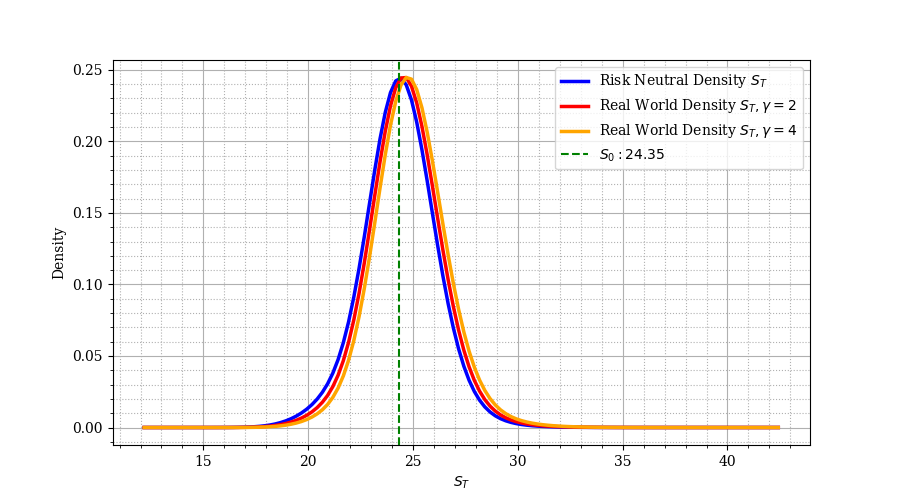 0.25
0.20
0.15
0.10
0.05
0.00
Density
15 20 25 30 35 40
S_T
Risk Neutral Density S_T
Real World Density S_T, γ = 2
Real World Density S_T, γ = 4
S_0 : 24.35